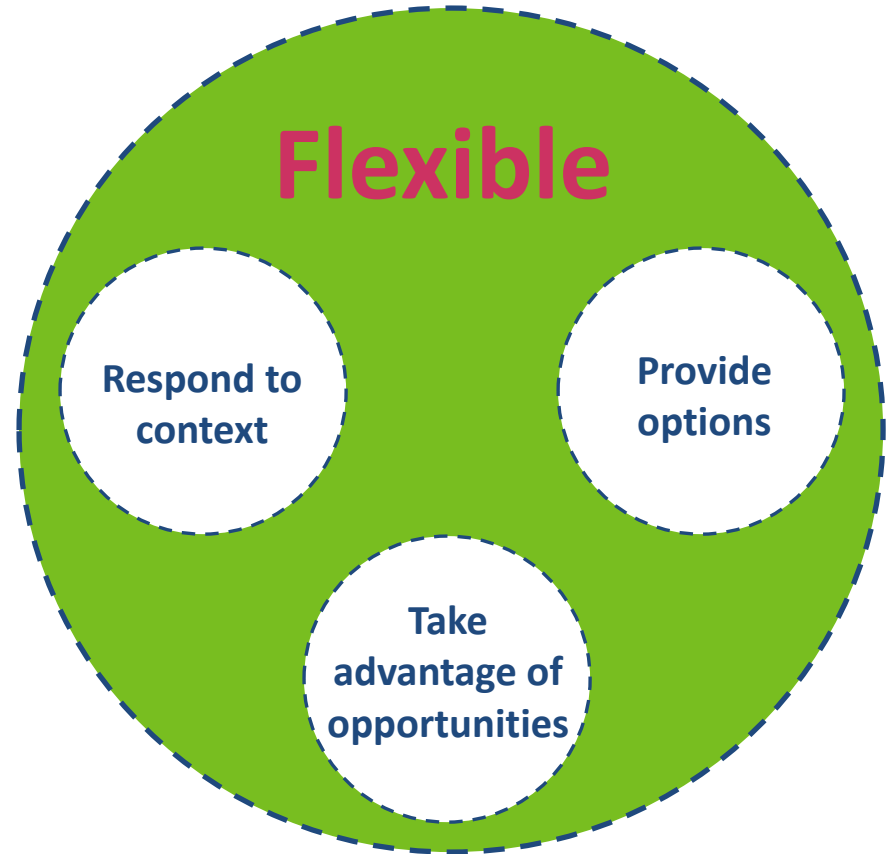 Flexible
Respond to
context
Provide
options
Take
advantage of
opportunities